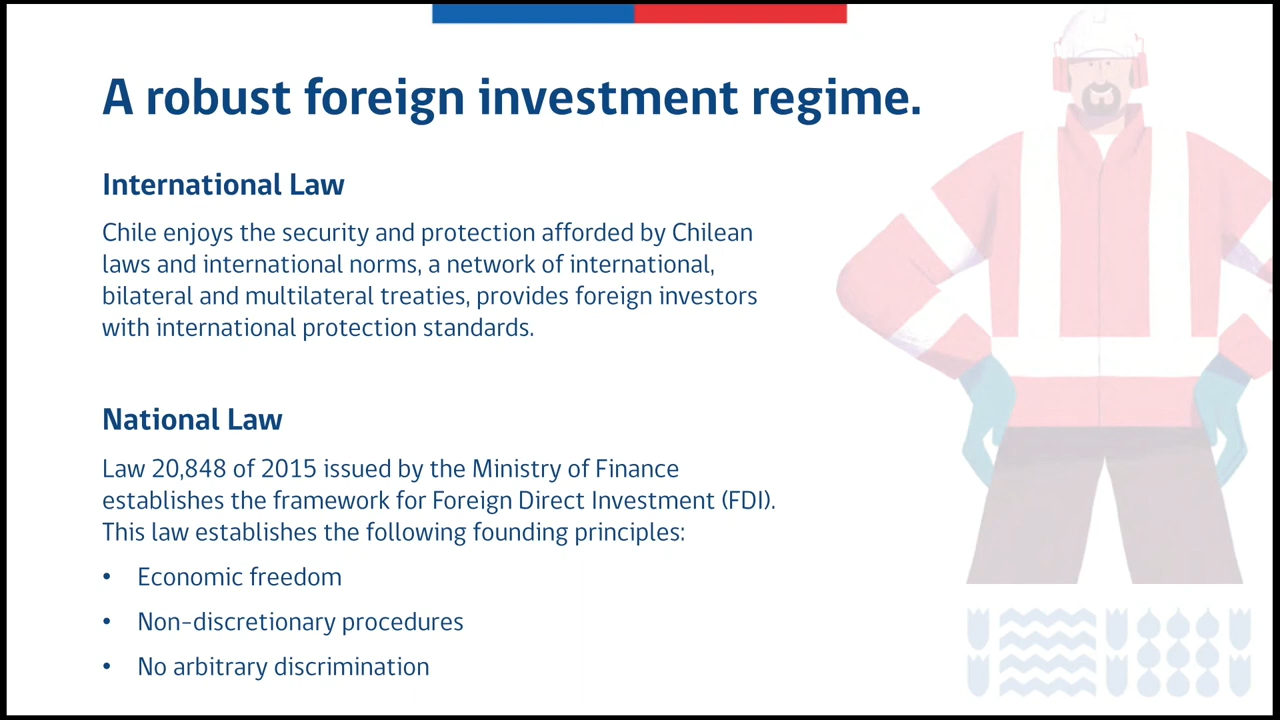 A robust foreign investment regime.
International Law
Chile enjoys the security and protection afforded by Chilean
laws and international norms, a network of international,
bilateral and multilateral treaties, provides foreign investors
with international protection standards.
National Law
Law 20,848 of 2015 issued by the Ministry of Finance
establishes the framework for Foreign Direct Investment (FDI).
This law establishes the following founding principles:
• Economic freedom
• Non-discretionary procedures
• No arbitrary discrimination